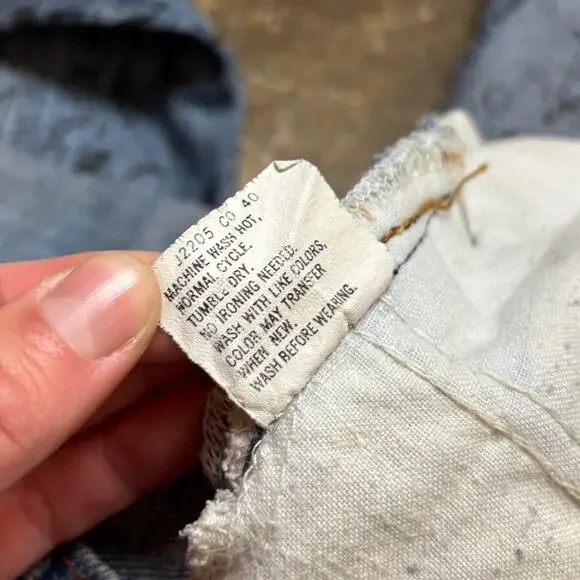 J2205 CO 40
MACHINE WASH HOT,
NORMAL CYCLE.
TUMBLE DRY.
NO IRONING NEEDED.
WASH WITH LIKE COLORS.
COLOR MAY TRANSFER
WHEN NEW.
WASH BEFORE WEARING.